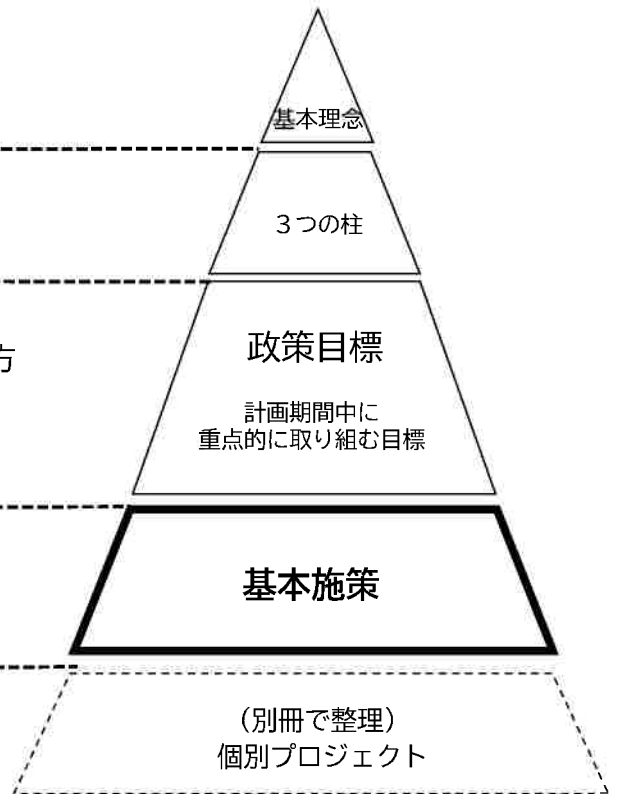 基本理念
３つの柱
方
政策目標
計画期間中に
重点的に取り組む目標
基本施策
（別冊で整理）
個別プロジェクト